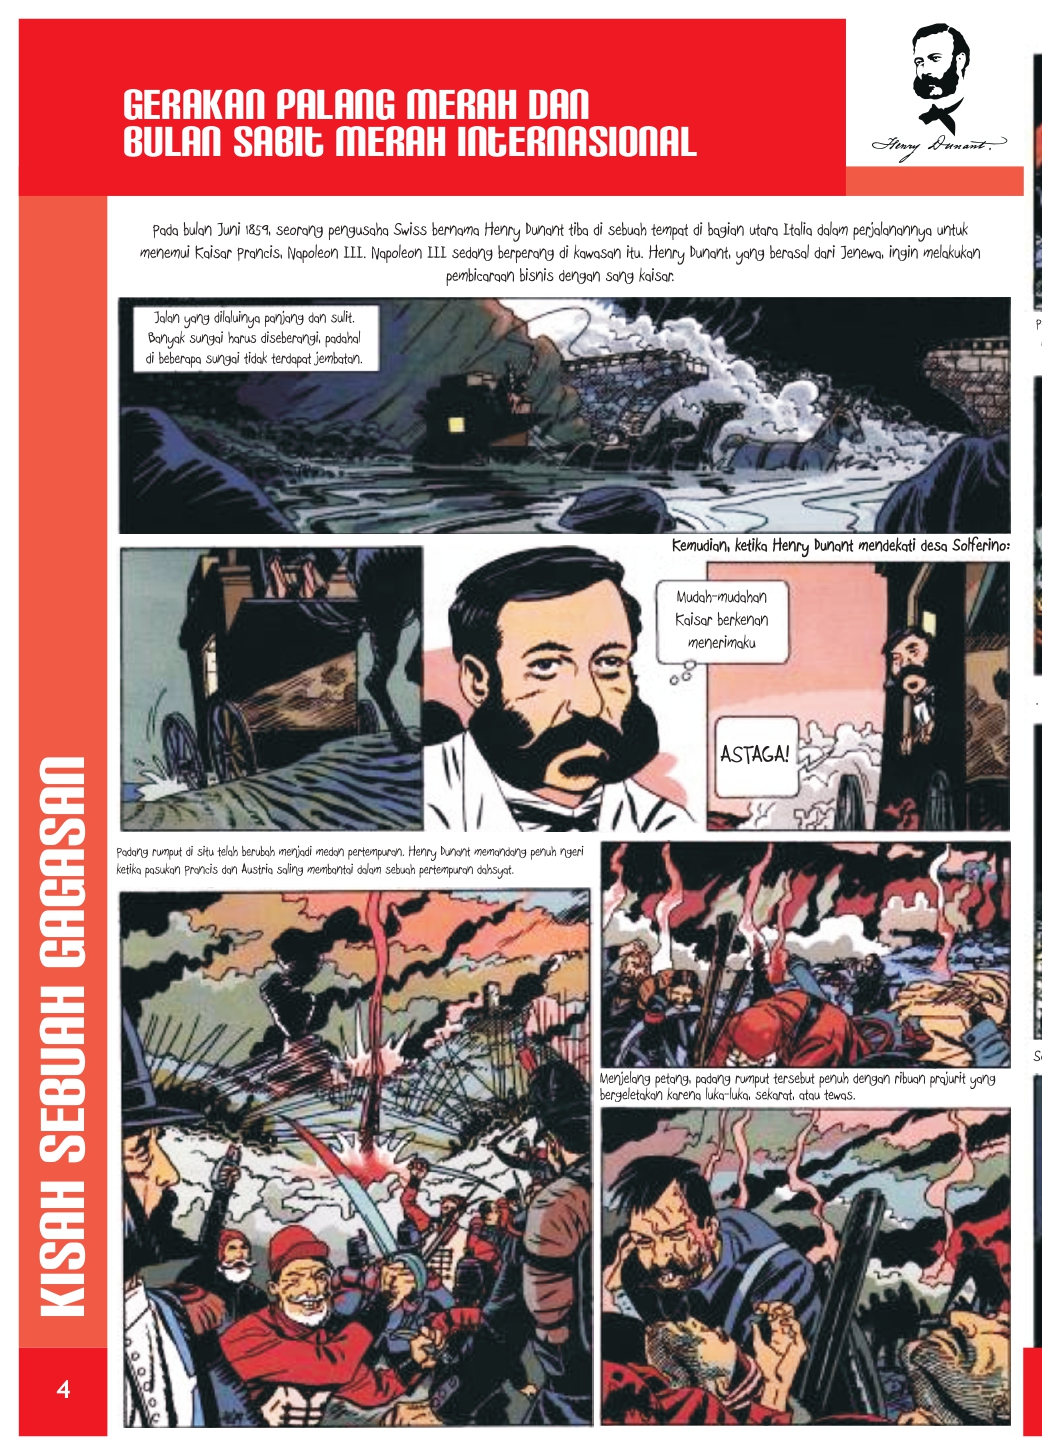 GERAKAN PALANG MERAH DAN
BULAN SABIT MERAH INTERNASIONAL
Henry Dunant.
Pada bulan Juni 1859, seorang pengusaha Swiss bernama Henry Dunant tiba di sebuah tempat di bagian utara Italia dalam perjalanannya untuk
menemui Kaisar Prancis, Napoleon III. Napoleon III sedang berperang di kawasan itu. Henry Dunant, yang berasal dari Jenewa, ingin melakukan
pembicaraan bisnis dengan sang kaisar.
Jalan yang dilaluinya panjang dan sulit.
Banyak sungai harus diseberangi, padahal
di beberapa sungai tidak terdapat jembatan.
Kemudian, ketika Henry Dunant mendekati desa Solferino:
Mudah-mudahan
Kaisar berkenan
menerimaku
ASTAGA!
Padang rumput di situ telah berubah menjadi medan pertempuran. Henry Dunant memandang penuh ngeri
ketika pasukan Prancis dan Austria saling membantai dalam sebuah pertempuran dahsyat.
Menjelang petang, padang rumput tersebut penuh dengan ribuan prajurit yang
bergeletakan karena luka-luka, sekarat, atau tewas.
KISAH SEBUAH GAGASAN
4